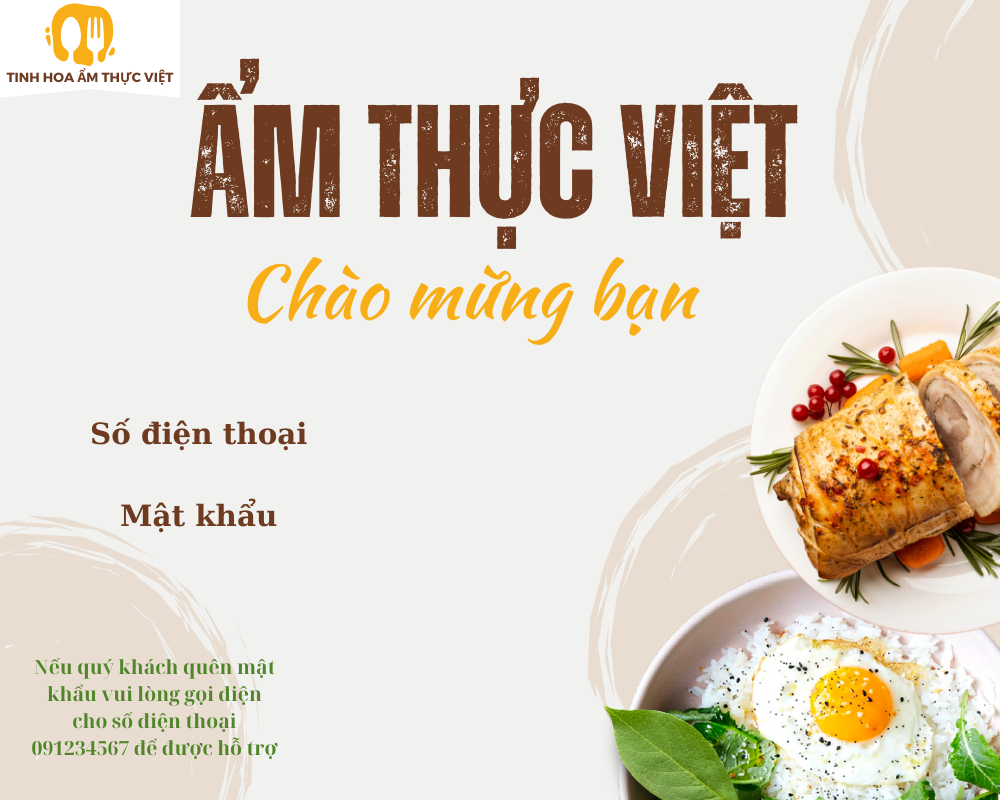 TINH HOA ẨM THỰC VIỆT
ẨM THỰC VIỆT
Chào mừng bạn
Số điện thoại
Mật khẩu
Nếu quý khách quên mật
khẩu vui lòng gọi điện
cho số điện thoại
091234567 để được hỗ trợ